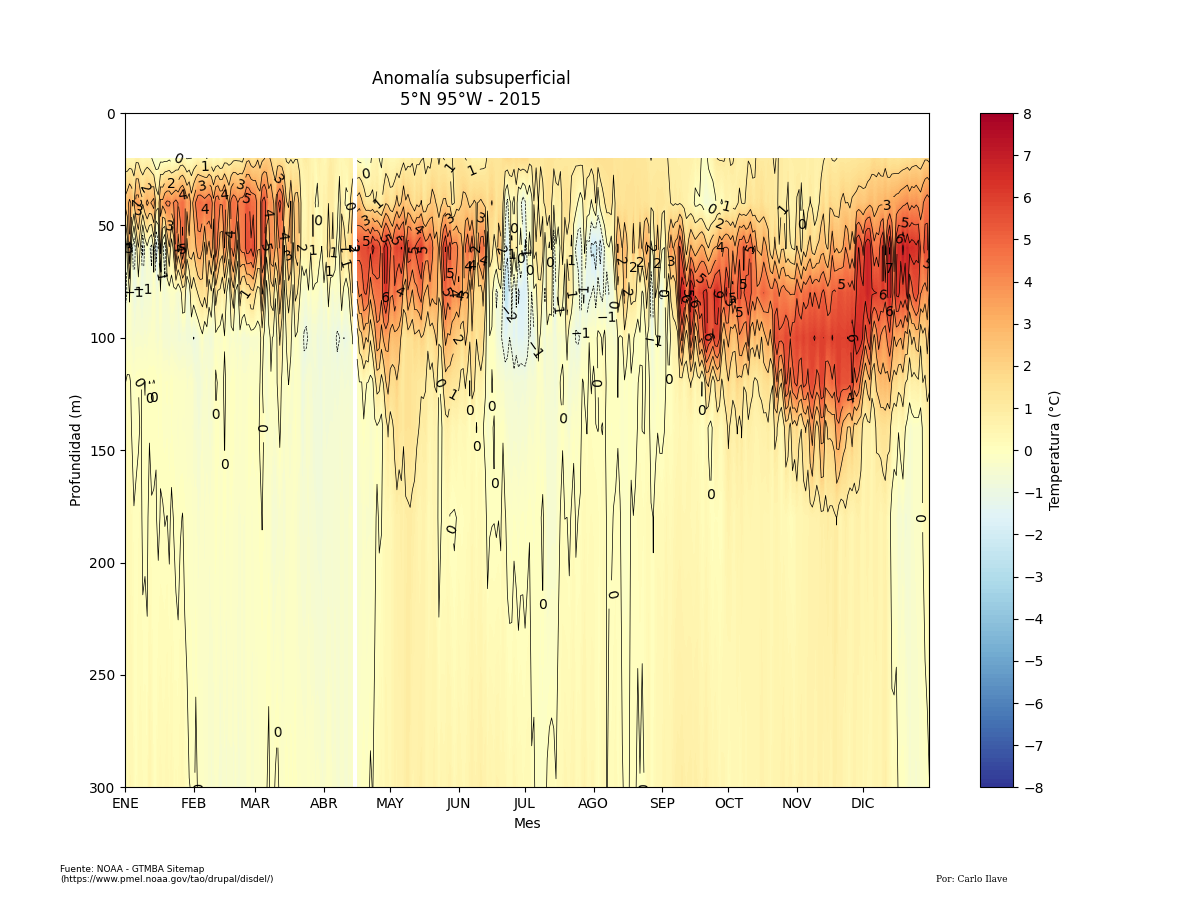 Anomalía subsuperficial
5°N 95°W - 2015
0
50
100
150
200
250
300
Profundidad (m)
ENE FEB MAR ABR MAY JUN JUL AGO SEP OCT NOV DIC
Mes
8
7
6
5
4
3
2
1
0
−1
−2
−3
−4
−5
−6
−7
−8
Temperatura (°C)
Fuente: NOAA - GTMBA Sitemap
(https://www.pmel.noaa.gov/tao/drupal/disdel/)
Por: Carlo Ilave